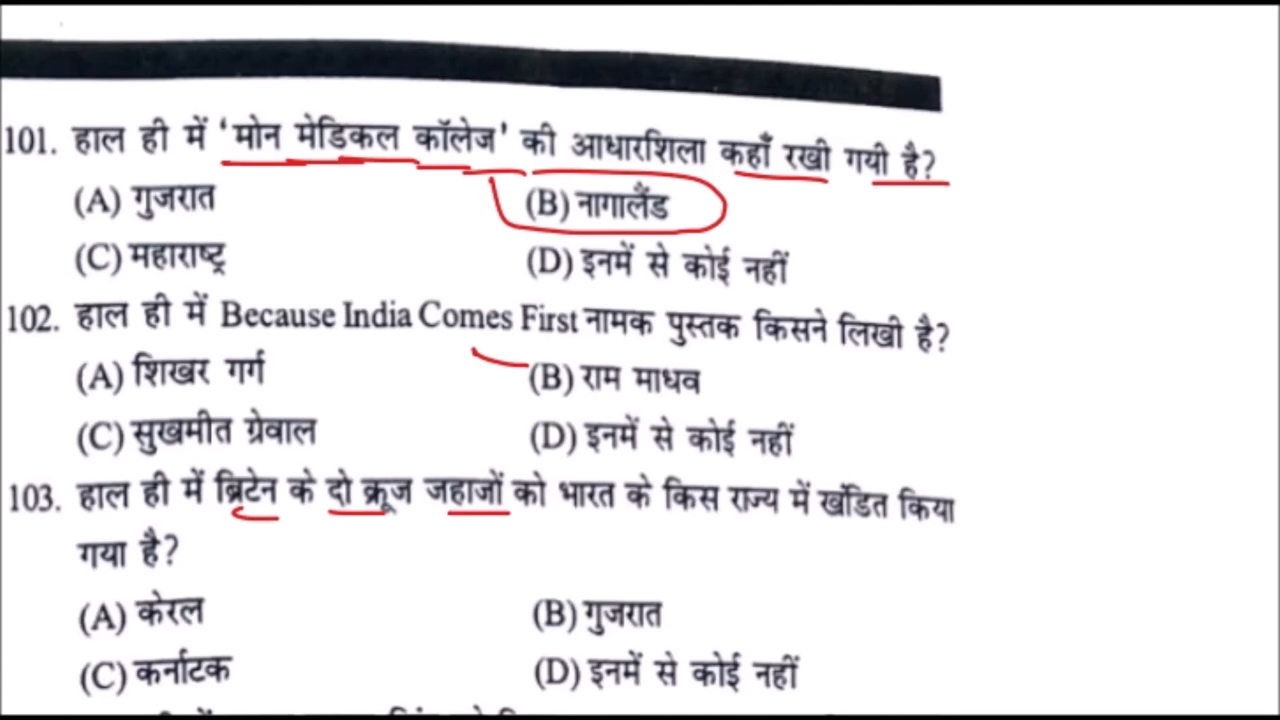 101. हाल ही में 'मोन मेडिकल कॉलेज' की आधारशिला कहाँ रखी गयी है?
(A) गुजरात (B) नागालैंड
(C) महाराष्ट्र (D) इनमें से कोई नहीं
102. हाल ही में Because India Comes First नामक पुस्तक किसने लिखी है?
(A) शिखर गर्ग (B) राम माधव
(C) सुखमीत ग्रेवाल (D) इनमें से कोई नहीं
103. हाल ही में ब्रिटेन के दो क्रूज जहाजों को भारत के किस राज्य में खंडित किया
गया है?
(A) केरल (B) गुजरात
(C) कर्नाटक (D) इनमें से कोई नहीं